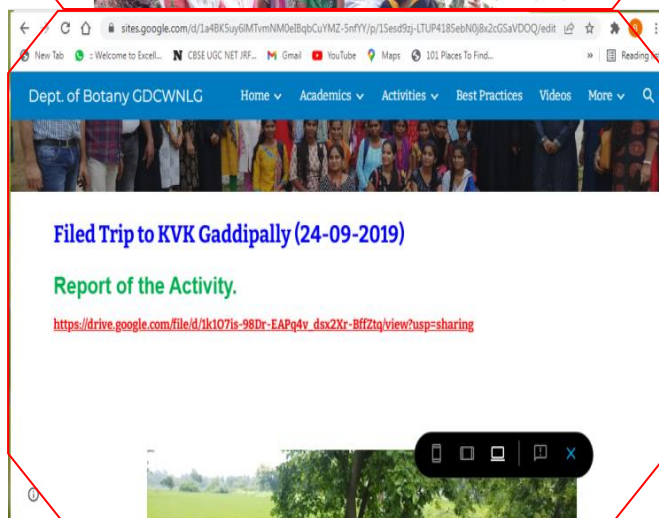 sites.google.com/d/1a4BK5uy6lMTvmNM0eIBqbCuYMZ-5nfYY/p/1Sesd9zj-LTUP418SebN0j8x2cGSaVDOQ/edit
New Tab :: Welcome to Excell... N CBSE UGC NET JRF... Gmail YouTube Maps 101 Places To Find... » Reading
Dept. of Botany GDCWNLG Home Academics Activities Best Practices Videos More
Filed Trip to KVK Gaddipally (24-09-2019)
Report of the Activity.
https://drive.google.com/file/d/1k1O7is-98Dr-EAPq4v_dsx2Xr-BffZtq/view?usp=sharing